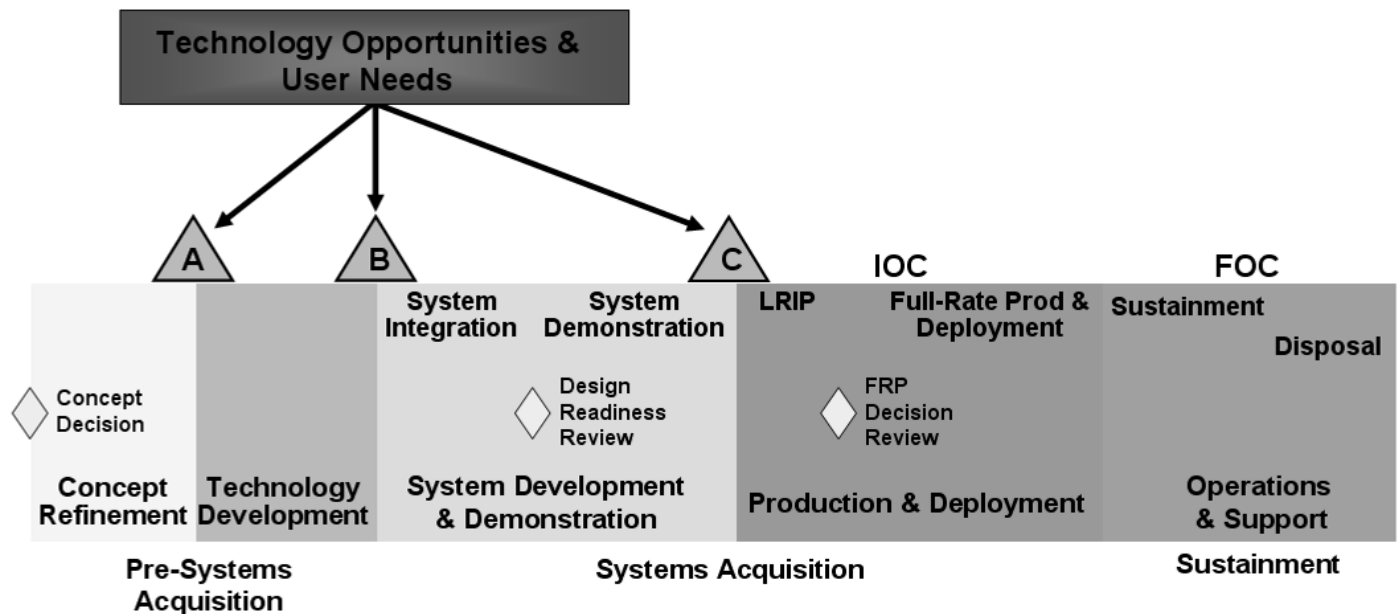 Technology Opportunities &
User Needs
A
B
C
IOC
FOC
System
Integration
System
Demonstration
LRIP
Full-Rate Prod &
Deployment
Sustainment
Disposal
Concept
Decision
Design
Readiness
Review
FRP
Decision
Review
Concept
Refinement
Technology
Development
System Development
& Demonstration
Production & Deployment
Operations
& Support
Pre-Systems
Acquisition
Systems Acquisition
Sustainment